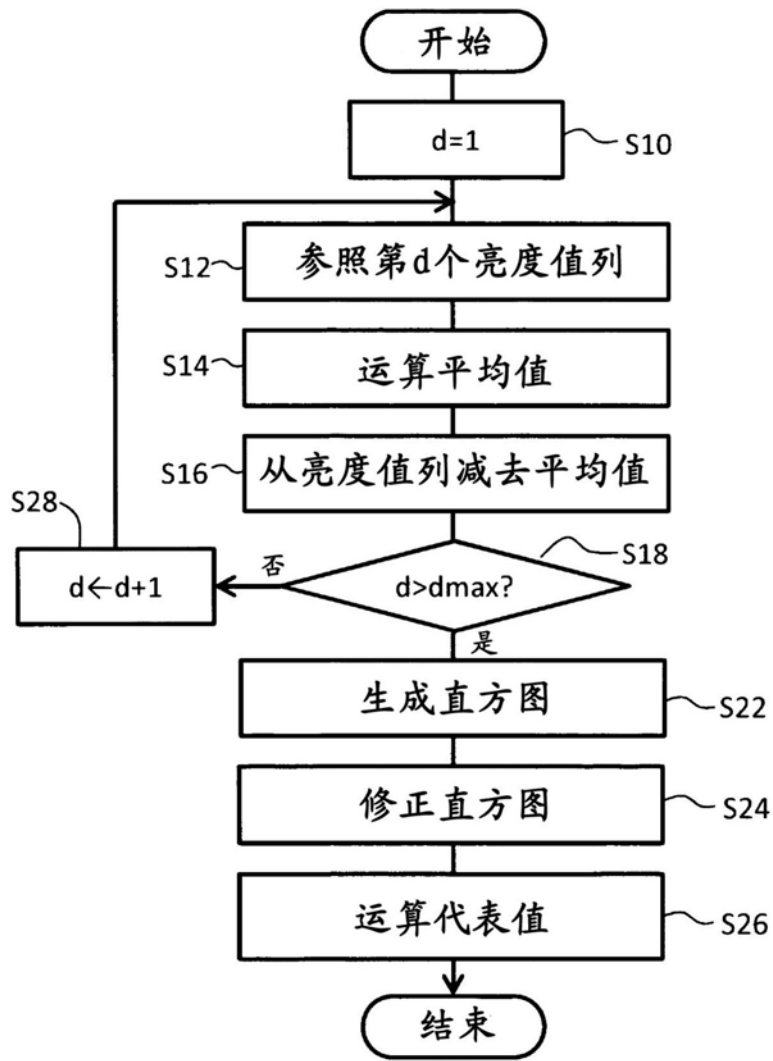 开始
d=1
S10
S12
参照第d个亮度值列
S14
运算平均值
S16
从亮度值列减去平均值
S28
d←d+1
否
d>dmax?
S18
是
生成直方图
S22
修正直方图
S24
运算代表值
S26
结束